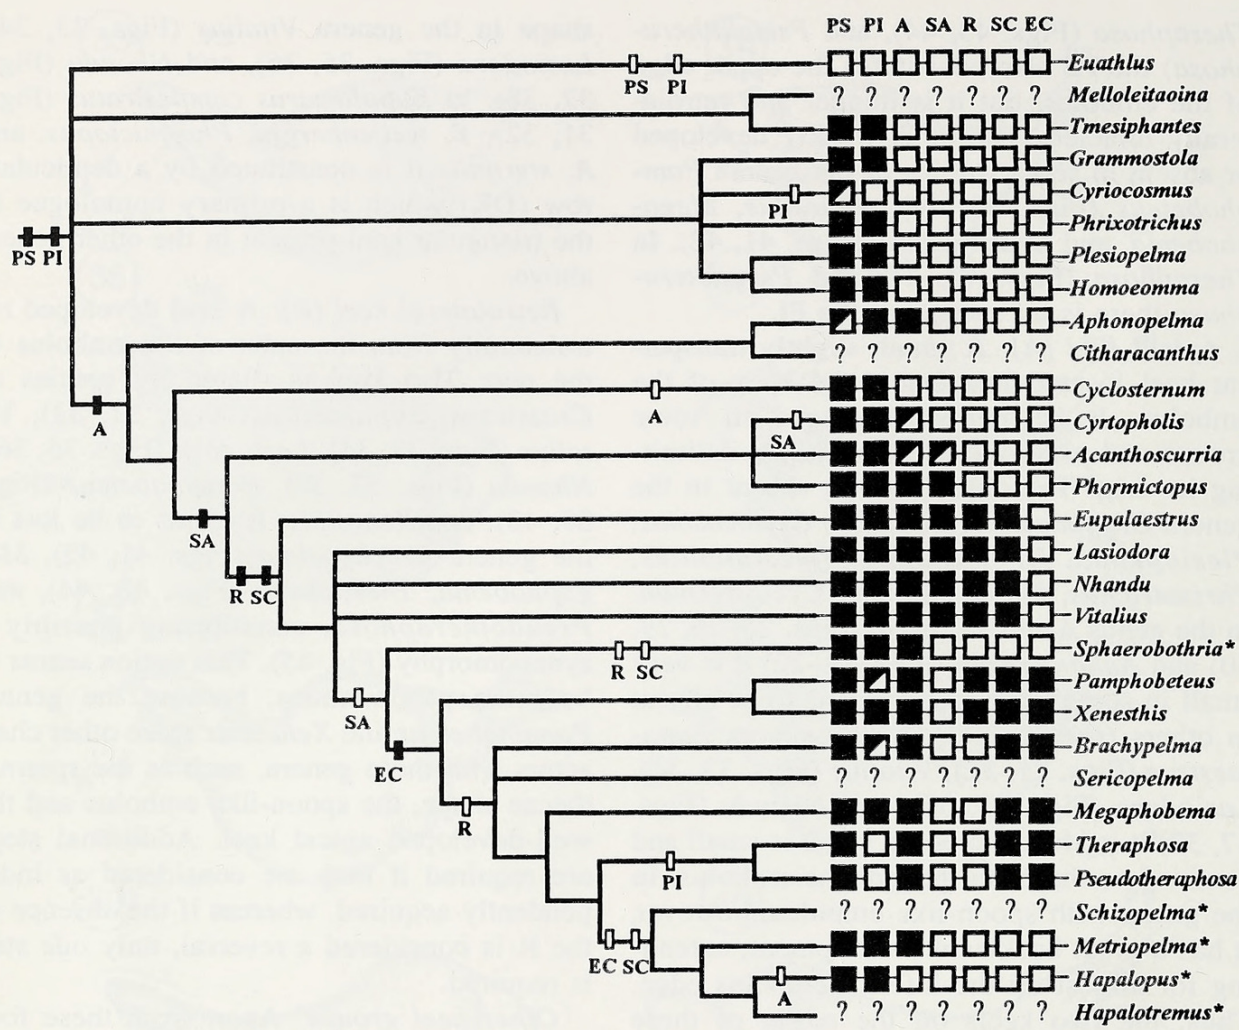 PS PI A SA R SC EC
Euathlus
PS PI
? ? ? ? ? ? ? Melloleitaoina
Tmesiphantes
Grammostola
Cyriocosmus
PI
Phrixotrichus
PS PI
Plesiopelma
Homoeomma
Aphonopelma
? ? ? ? ? ? ? Citharacanthus
Cyclosternum
A
A
Cyrtopholis
SA
Acanthoscurria
Phormictopus
Eupalaestrus
SA
Lasiodora
Nhandu
R SC
Vitalius
Sphaerobothria*
R SC
Pamphobeteus
SA
Xenesthis
Brachypelma
EC
? ? ? ? ? ? ? Sericopelma
Megaphobema
R
Theraphosa
Pseudotheraphosa
PI
? ? ? ? ? ? ? Schizopelma*
Metriopelma*
EC SC
Hapalopus*
A
? ? ? ? ? ? ? Hapalotremus*